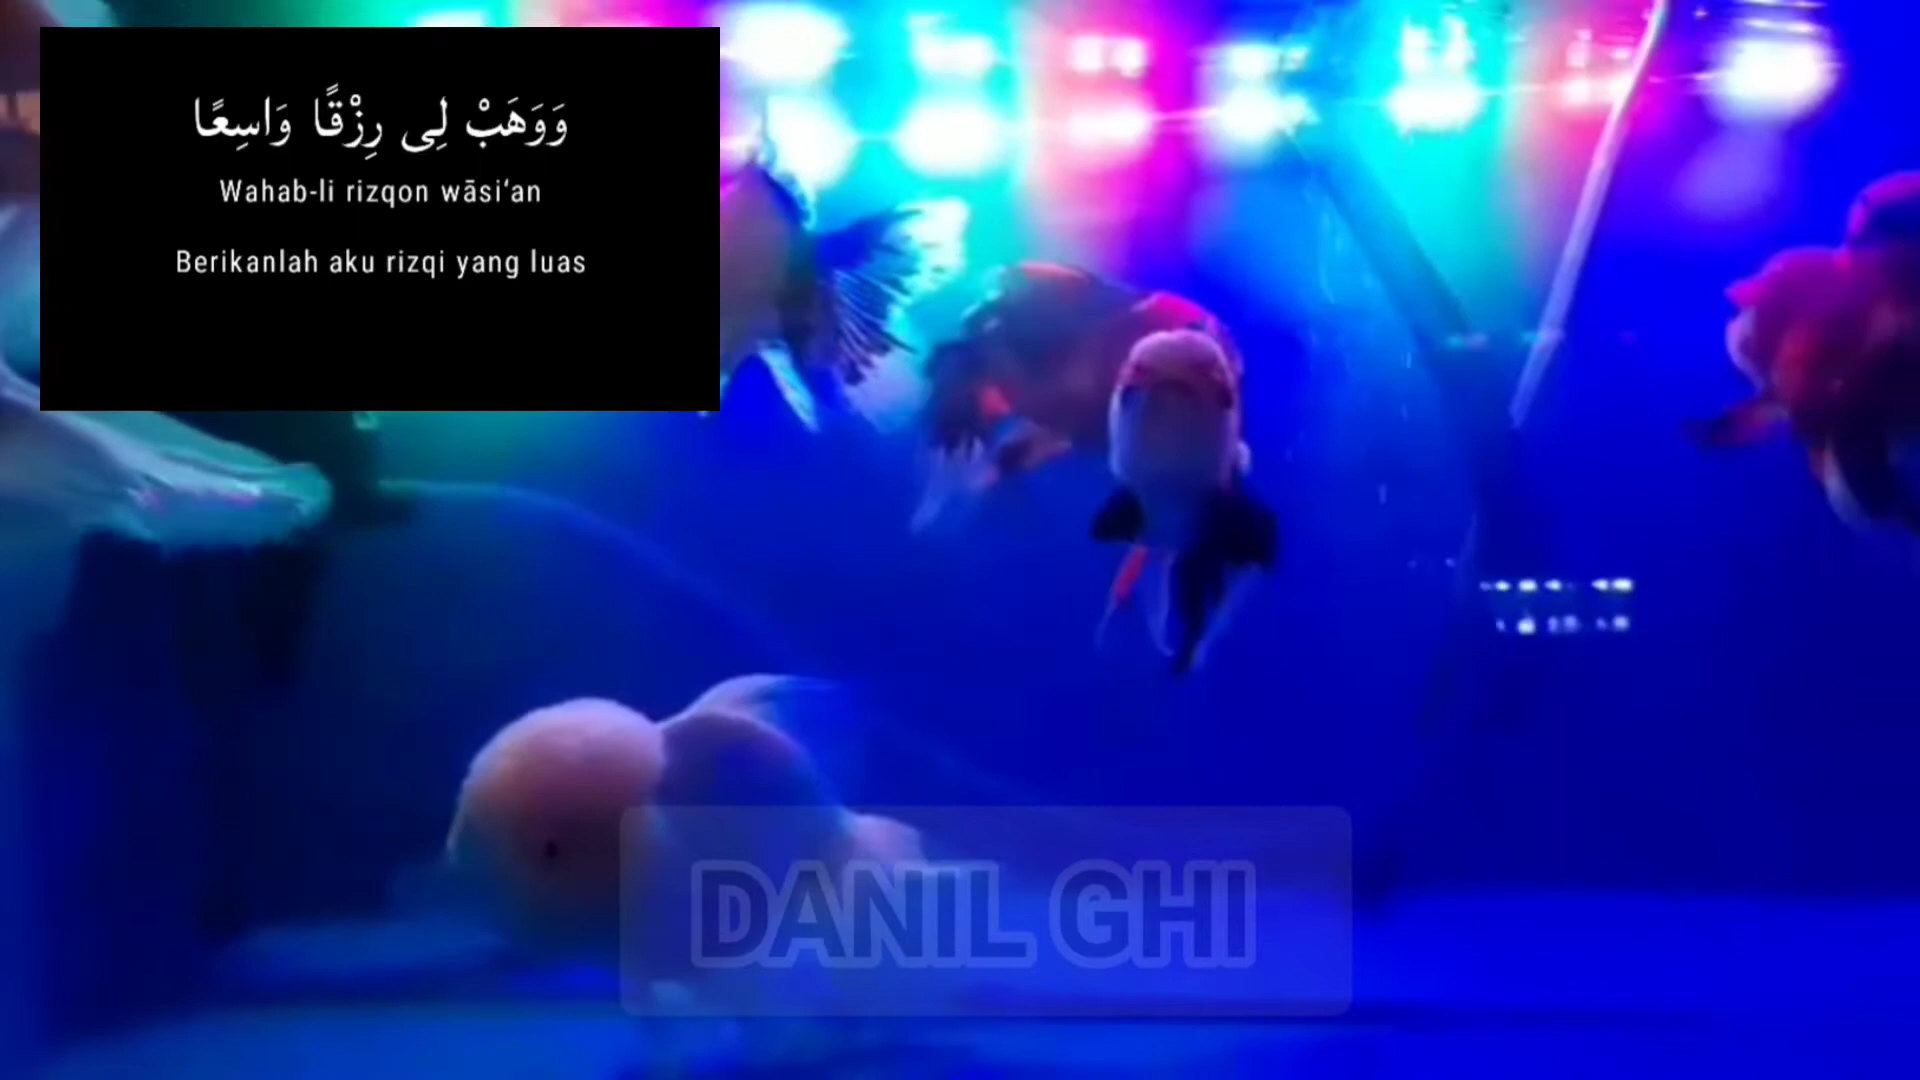 وَوَهَبْ لِى رِزْقًا وَاسِعًا
Wahab-li rizqon wāsi‘an
Berikanlah aku rizqi yang luas
DANIL GHI